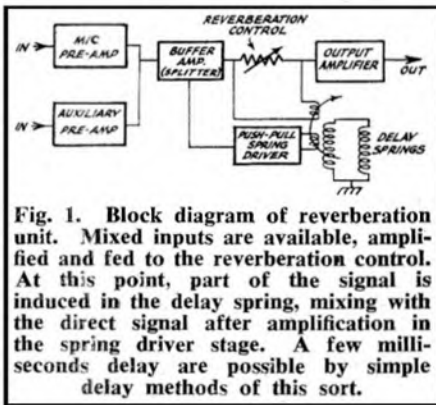 REVERBERATION
CONTROL
IN
M/C
PRE-AMP
BUFFER
AMP.
(SPLITTER)
OUTPUT
AMPLIFIER
OUT
IN
AUXILIARY
PRE-AMP
PUSH-PULL
SPRING
DRIVER
DELAY
SPRINGS
Fig. 1. Block diagram of reverberation
unit. Mixed inputs are available, ampli-
fied and fed to the reverberation control.
At this point, part of the signal is
induced in the delay spring, mixing with
the direct signal after amplification in
the spring driver stage. A few milli-
seconds delay are possible by simple
delay methods of this sort.